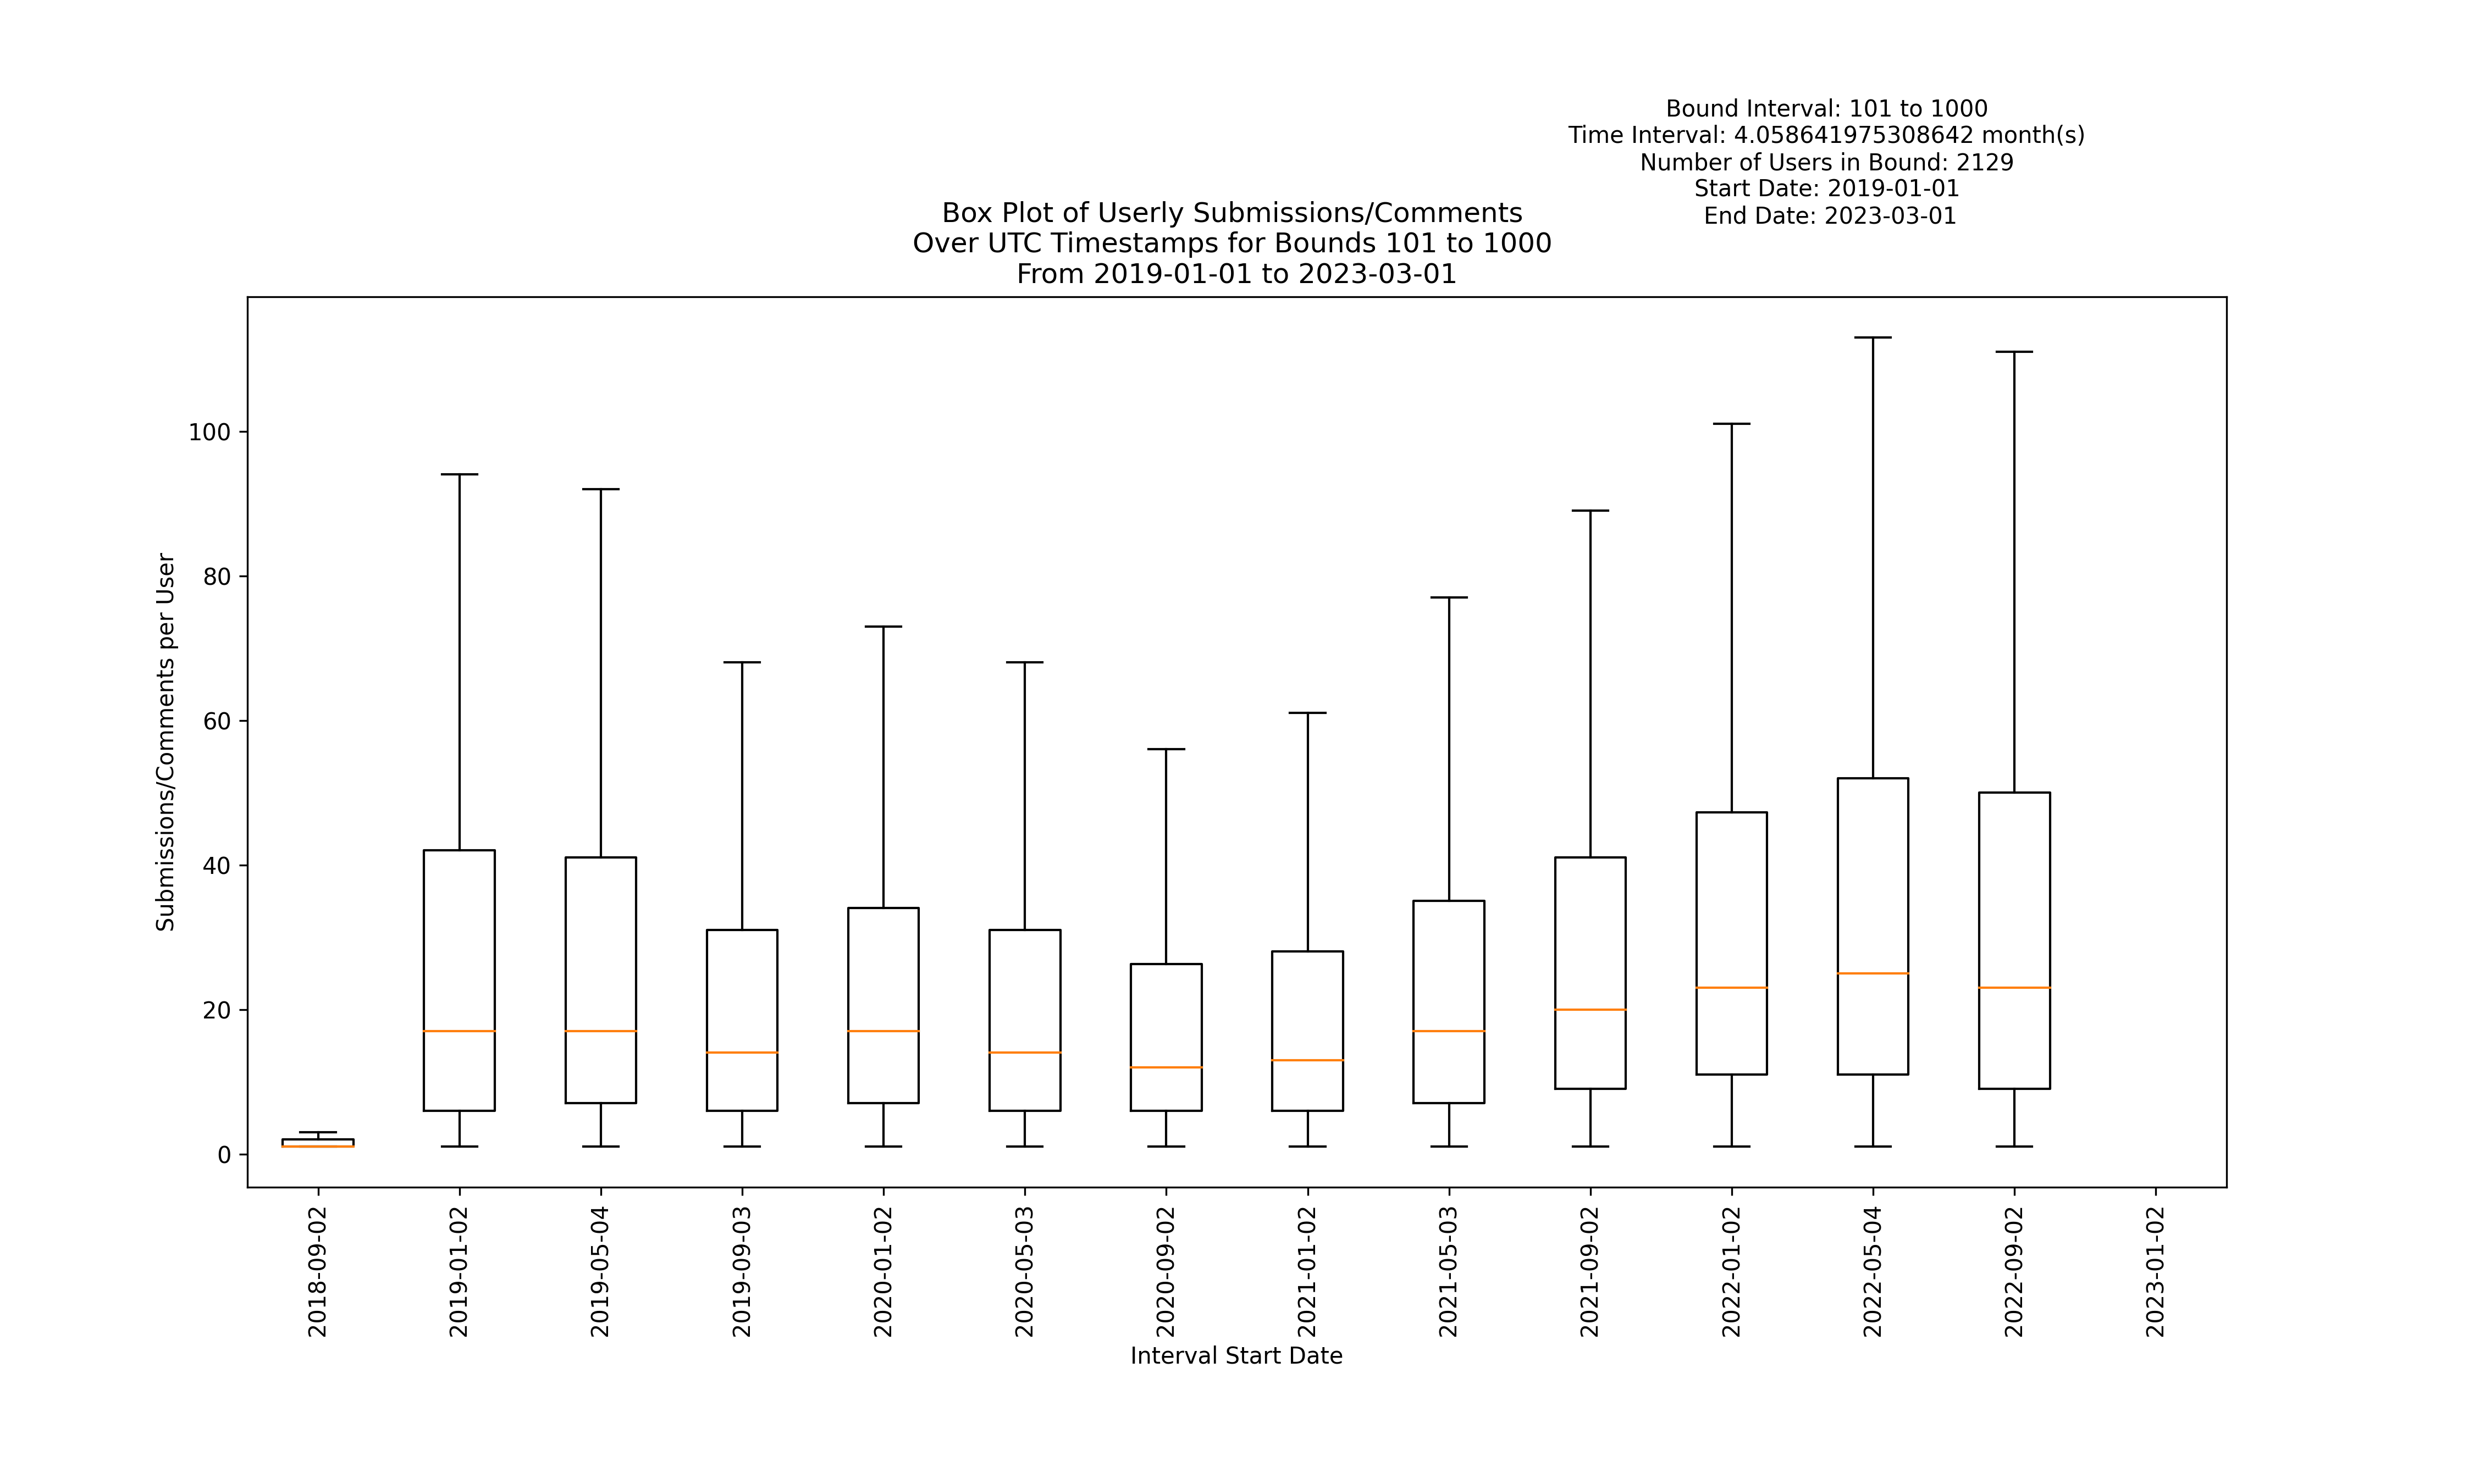 Bound Interval: 101 to 1000
Time Interval: 4.058641975308642 month(s)
Number of Users in Bound: 2129
Start Date: 2019-01-01
End Date: 2023-03-01
Box Plot of Userly Submissions/Comments
Over UTC Timestamps for Bounds 101 to 1000
From 2019-01-01 to 2023-03-01
Submissions/Comments per User
100
80
60
40
20
0
2018-09-02
2019-01-02
2019-05-04
2019-09-03
2020-01-02
2020-05-03
2020-09-02
2021-01-02
2021-05-03
2021-09-02
2022-01-02
2022-05-04
2022-09-02
2023-01-02
Interval Start Date